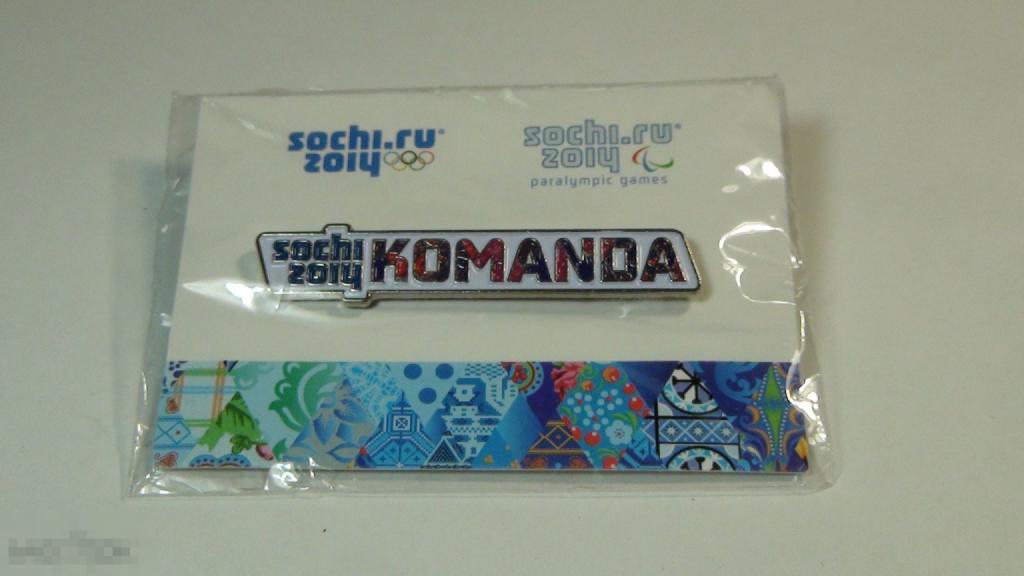 sochi.ru
2014
sochi.ru
2014
paralympic games
sochi
2014
KOMANDA